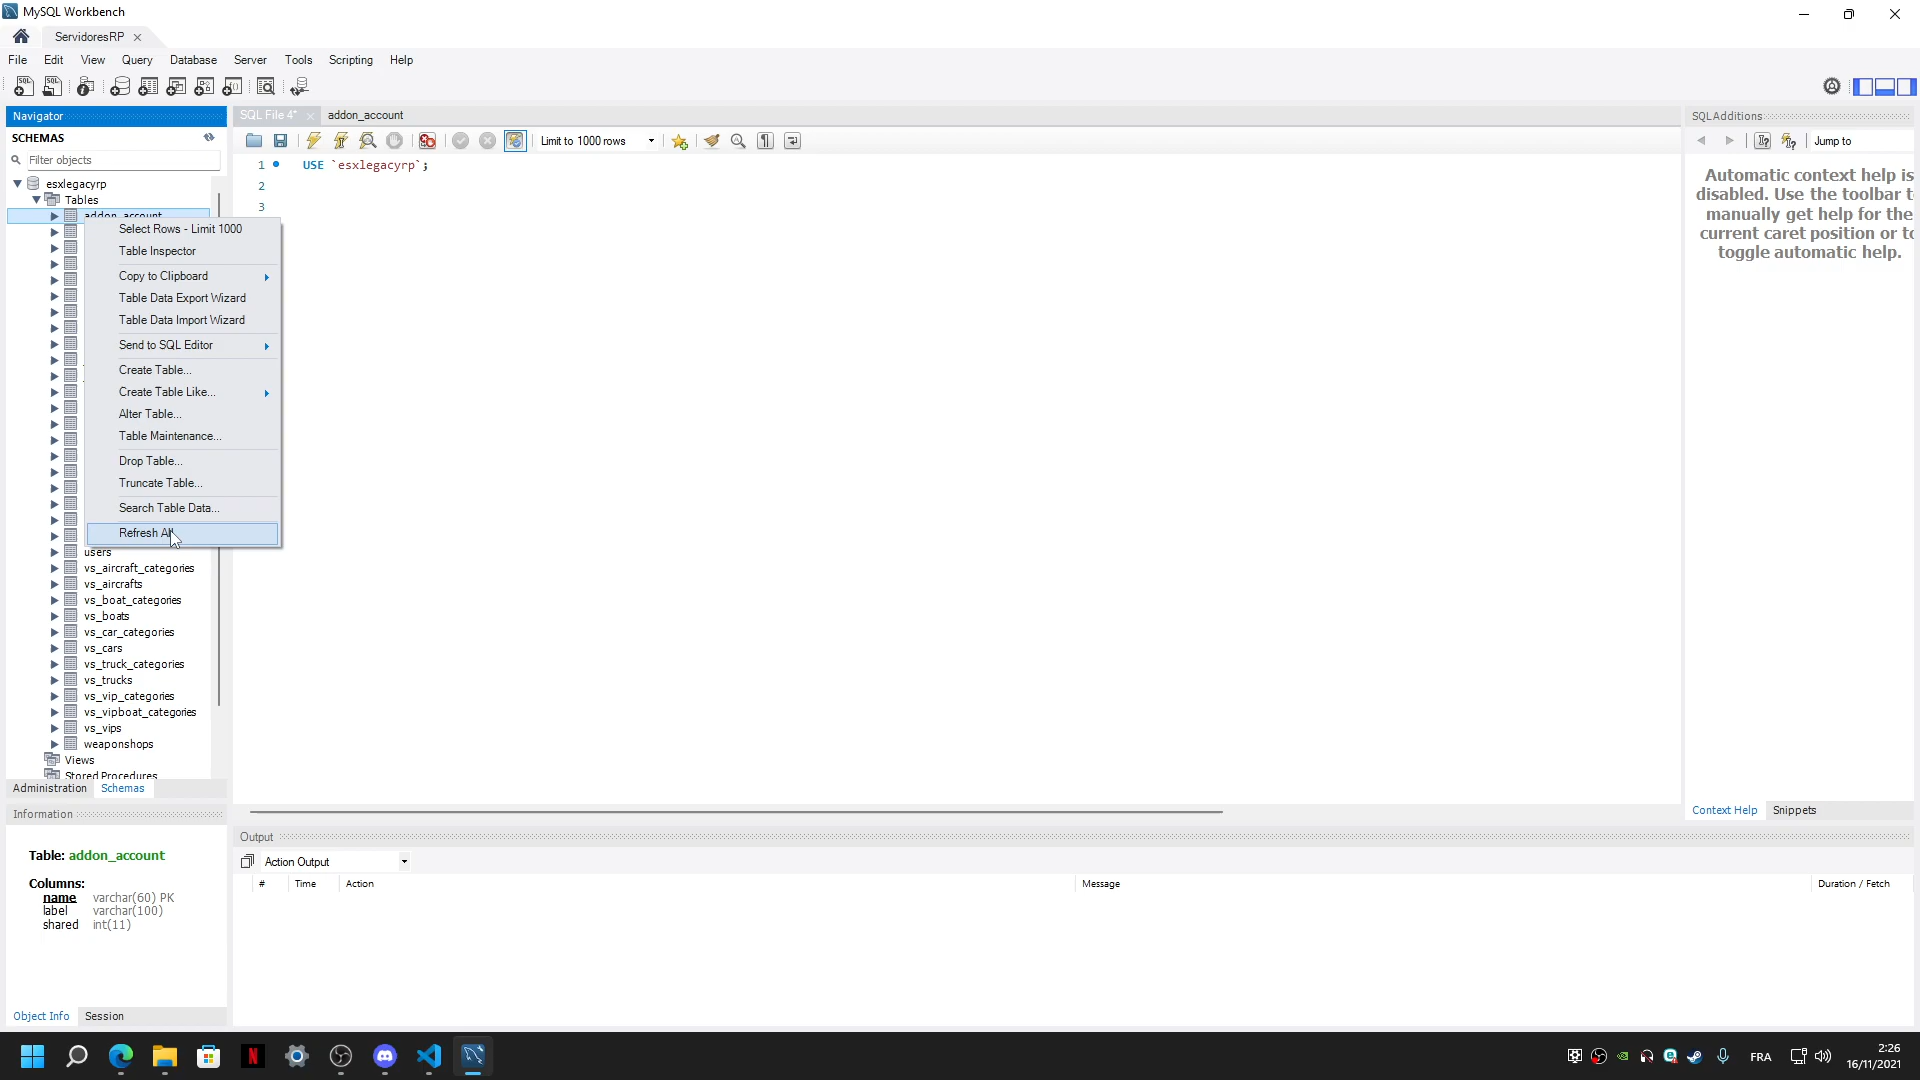 MySQL Workbench
ServidoresRP
File Edit View Query Database Server Tools Scripting Help
Navigator
SCHEMAS
Filter objects
esxlegacyrp
Tables
addon_account
Select Rows - Limit 1000
Table Inspector
Copy to Clipboard
Table Data Export Wizard
Table Data Import Wizard
Send to SQL Editor
Create Table...
Create Table Like...
Alter Table...
Table Maintenance...
Drop Table...
Truncate Table...
Search Table Data...
Refresh All
users
vs_aircraft_categories
vs_aircrafts
vs_boat_categories
vs_boats
vs_car_categories
vs_cars
vs_truck_categories
vs_trucks
vs_vip_categories
vs_vipboat_categories
vs_vips
weaponshops
Views
Stored Procedures
Administration Schemas
Information
Table: addon_account
Columns:
name varchar(60) PK
label varchar(100)
shared int(11)
Object Info Session
SQL File 4* addon_account
Limit to 1000 rows
1 USE `esxlegacyrp`;
2
3
Output
Action Output
# Time Action Message Duration / Fetch
SQLAdditions
Jump to
Automatic context help is
disabled. Use the toolbar t
manually get help for the
current caret position or to
toggle automatic help.
Context Help Snippets
FRA
2:26
16/11/2021